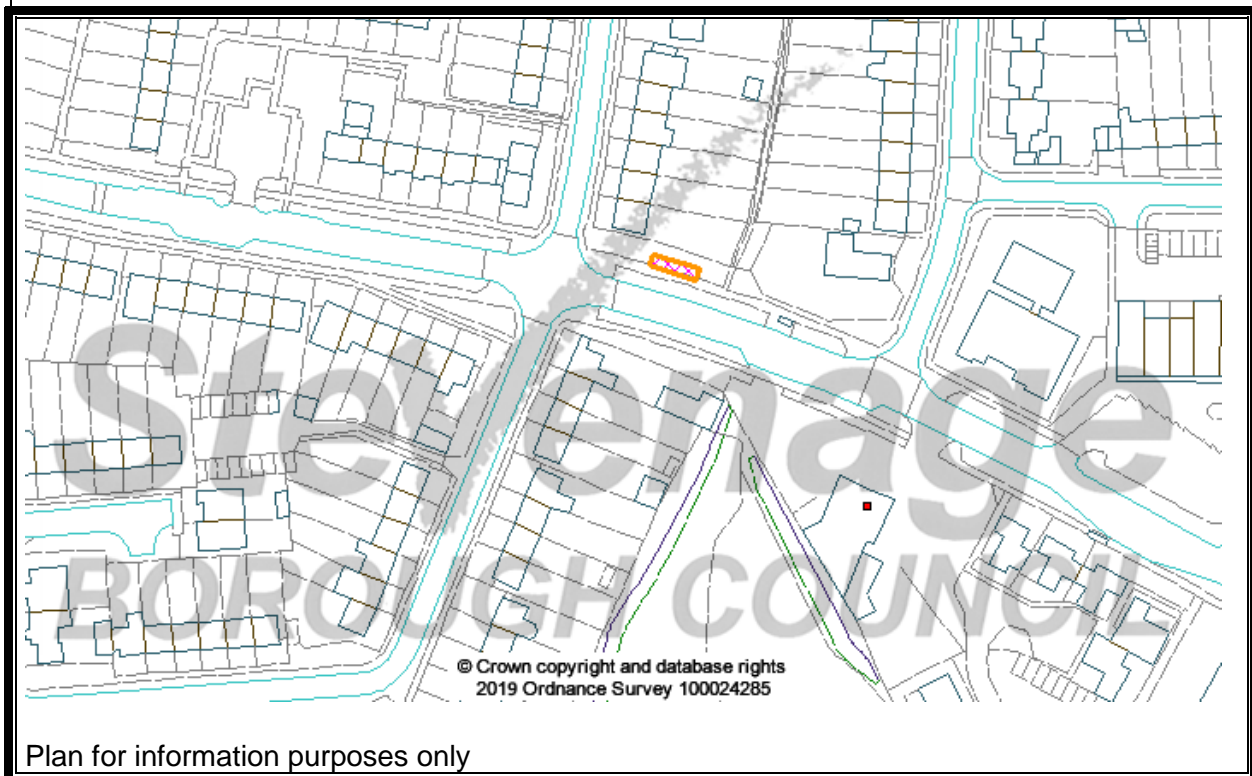 Stevenage
BOROUGH COUNCIL
© Crown copyright and database rights
2019 Ordnance Survey 100024285
Plan for information purposes only